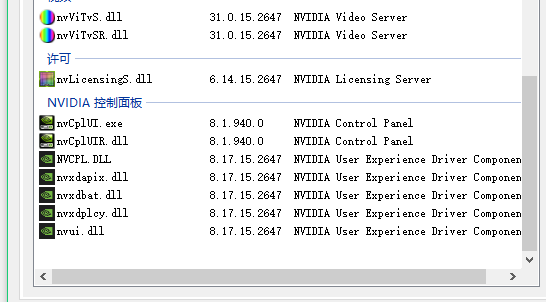 nvViTvS.dll 31.0.15.2647 NVIDIA Video Server
nvViTvSR.dll 31.0.15.2647 NVIDIA Video Server
许可
nvLicensingS.dll 6.14.15.2647 NVIDIA Licensing Server
NVIDIA 控制面板
nvCplUI.exe 8.1.940.0 NVIDIA Control Panel
nvCplUIR.dll 8.1.940.0 NVIDIA Control Panel
NVCPL.DLL 8.17.15.2647 NVIDIA User Experience Driver Componen
nvxdapix.dll 8.17.15.2647 NVIDIA User Experience Driver Componen
nvxdbat.dll 8.17.15.2647 NVIDIA User Experience Driver Componen
nvxdplcy.dll 8.17.15.2647 NVIDIA User Experience Driver Componen
nvui.dll 8.17.15.2647 NVIDIA User Experience Driver Componen